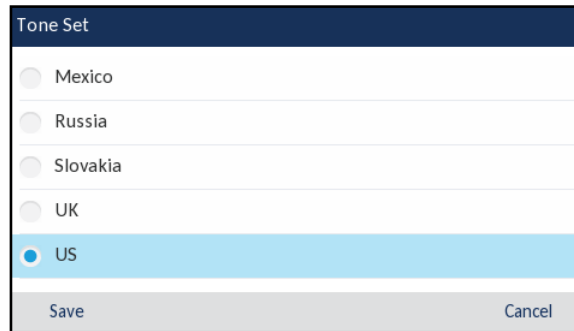 Tone Set
Mexico
Russia
Slovakia
UK
US
Save Cancel